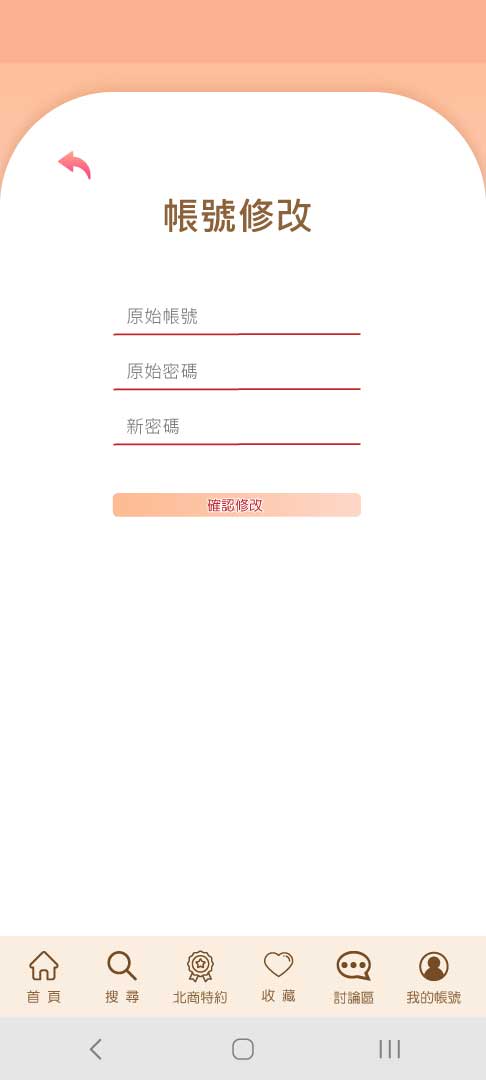 帳號修改
原始帳號
原始密碼
新密碼
確認修改
首 頁 搜 尋 北商特約 收 藏 討論區 我的帳號